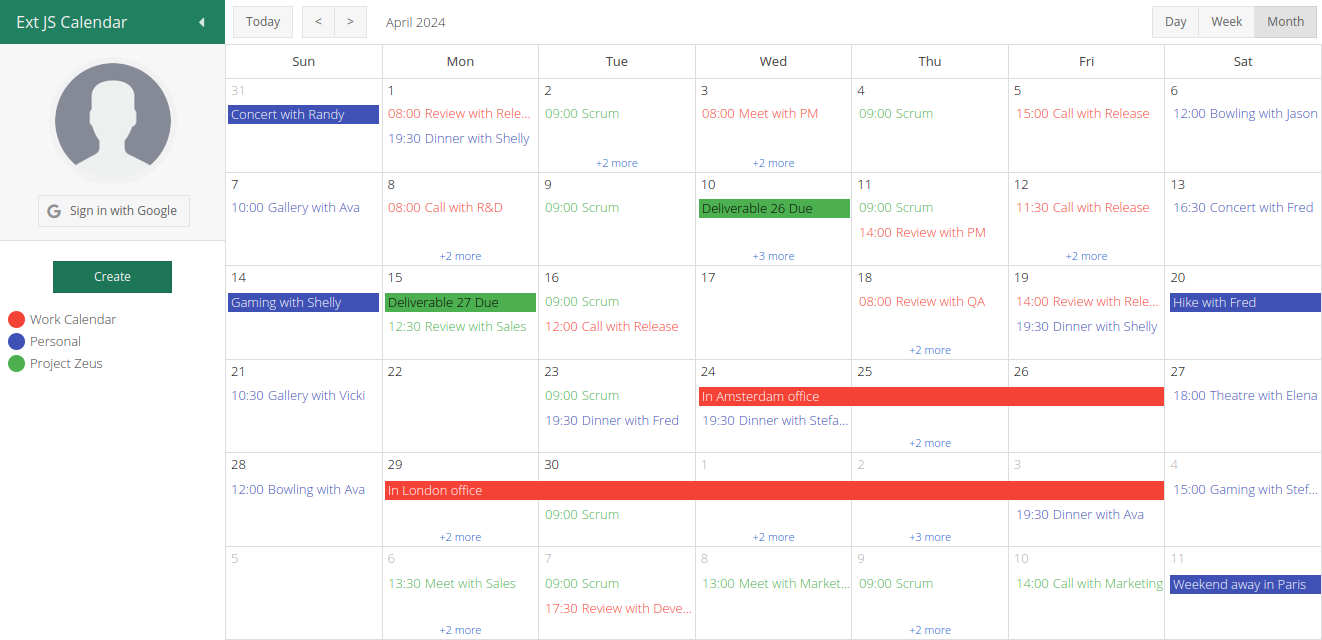 Ext JS Calendar
Today < > April 2024 Day Week Month
Sign in with Google
Create
Work Calendar
Personal
Project Zeus
Sun Mon Tue Wed Thu Fri Sat
31 1 2 3 4 5 6
Concert with Randy 08:00 Review with Rele... 09:00 Scrum 08:00 Meet with PM 09:00 Scrum 15:00 Call with Release 12:00 Bowling with Jason
19:30 Dinner with Shelly
+2 more +2 more
7 8 9 10 11 12 13
10:00 Gallery with Ava 08:00 Call with R&D 09:00 Scrum Deliverable 26 Due 09:00 Scrum 11:30 Call with Release 16:30 Concert with Fred
14:00 Review with PM
+2 more +3 more +2 more
14 15 16 17 18 19 20
Gaming with Shelly Deliverable 27 Due 09:00 Scrum 08:00 Review with QA 14:00 Review with Rele... Hike with Fred
12:30 Review with Sales 12:00 Call with Release 19:30 Dinner with Shelly
+2 more
21 22 23 24 25 26 27
10:30 Gallery with Vicki 09:00 Scrum In Amsterdam office 18:00 Theatre with Elena
19:30 Dinner with Fred 19:30 Dinner with Stefa...
+2 more
28 29 30 1 2 3 4
12:00 Bowling with Ava In London office 15:00 Gaming with Stef...
09:00 Scrum 19:30 Dinner with Ava
+2 more +2 more +3 more
5 6 7 8 9 10 11
13:30 Meet with Sales 09:00 Scrum 13:00 Meet with Market... 09:00 Scrum 14:00 Call with Marketing Weekend away in Paris
17:30 Review with Deve...
+2 more +2 more